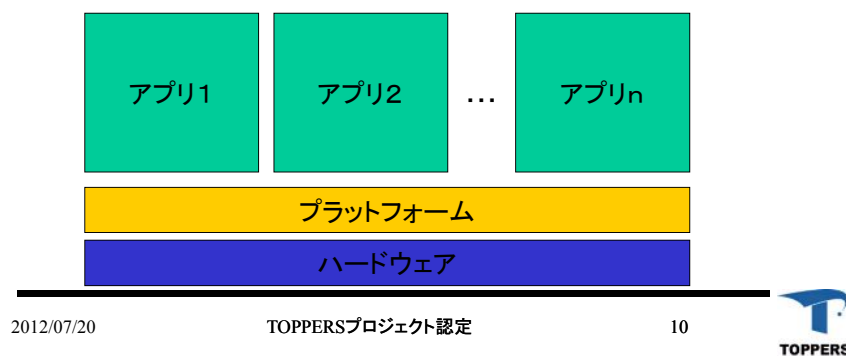 アプリ1 アプリ2 ... アプリn
プラットフォーム
ハードウェア
2012/07/20 TOPPERSプロジェクト認定 10
TOPPERS